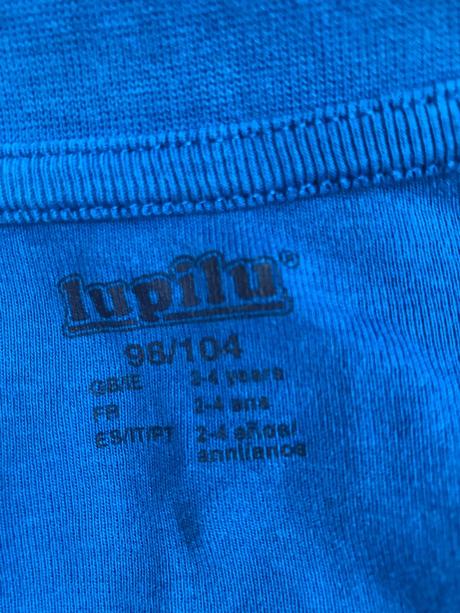 lupilu®
98/104
GB/IE 2-4 years
FR 2-4 ans
ES/IT/PT 2-4 años/
anni/anos